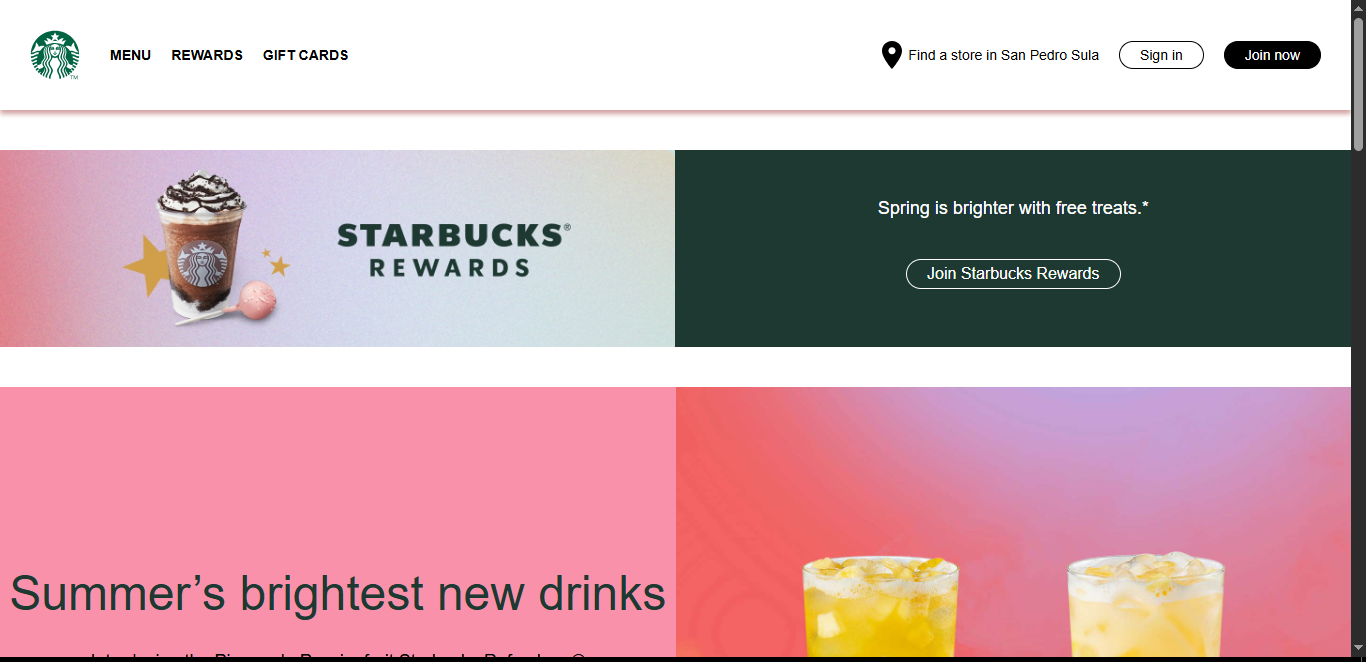 MENU REWARDS GIFT CARDS Find a store in San Pedro Sula Sign in Join now
TM
STARBUCKS®
REWARDS
Spring is brighter with free treats.*
Join Starbucks Rewards
Summer’s brightest new drinks